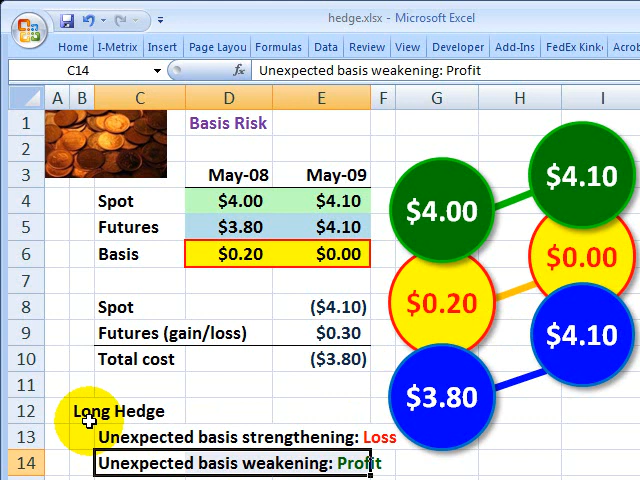 hedge.xlsx - Microsoft Excel
Home I-Metrix Insert Page Layou Formulas Data Review View Developer Add-Ins FedEx Kink Acrob
C14 fx Unexpected basis weakening: Profit
A B C D E F G H I
1 Basis Risk
2
3 May-08 May-09
4 Spot $4.00 $4.10
5 Futures $3.80 $4.10
6 Basis $0.20 $0.00
7
8 Spot ($4.10)
9 Futures (gain/loss) $0.30
10 Total cost ($3.80)
11
12 Long Hedge
13 Unexpected basis strengthening: Loss
14 Unexpected basis weakening: Profit
$4.00 $4.10
$0.20 $0.00
$3.80 $4.10